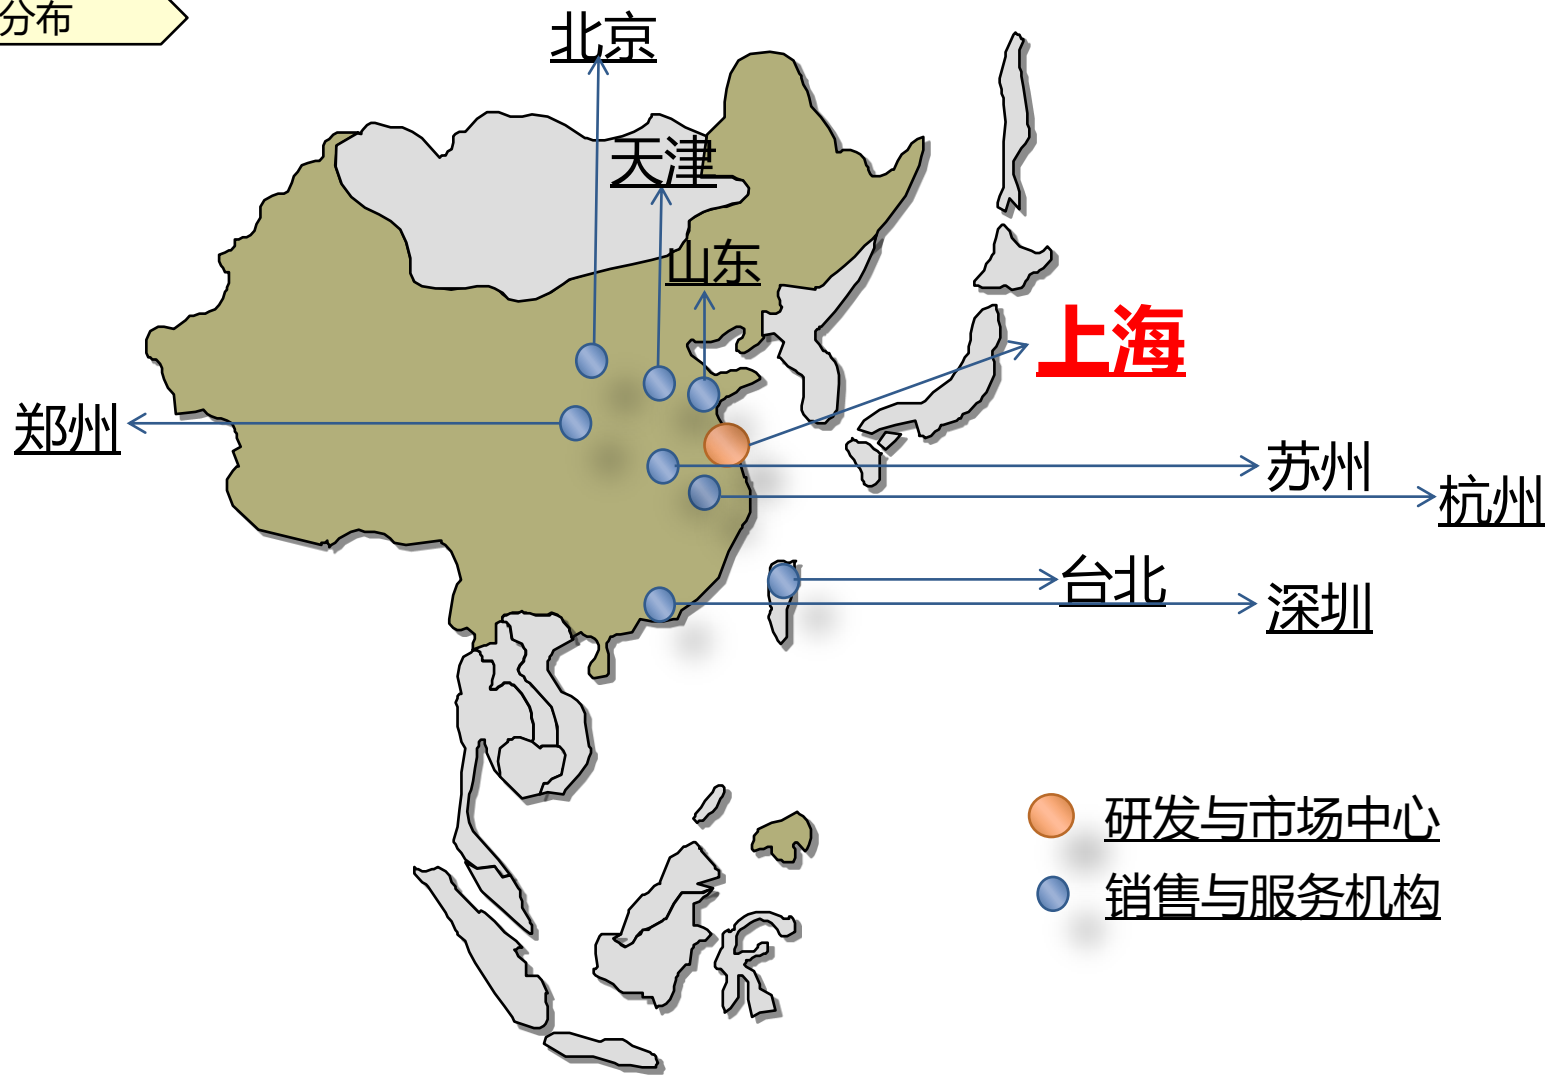 分布
北京
天津
山东
上海
郑州
苏州
杭州
台北
深圳
研发与市场中心
销售与服务机构